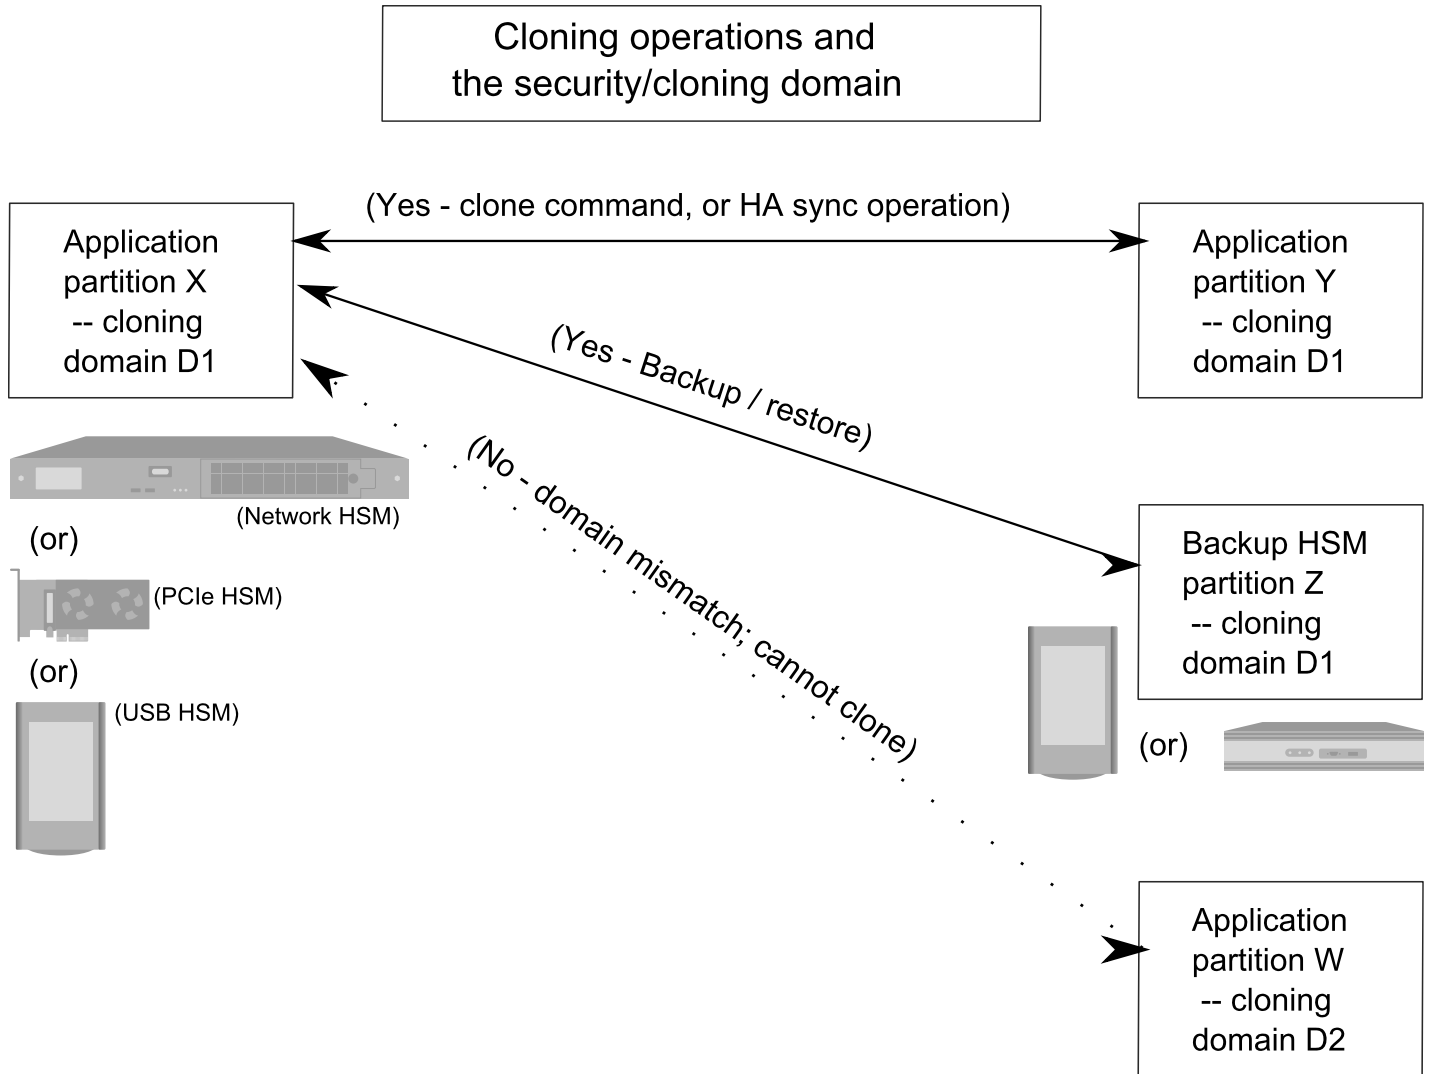 Cloning operations and
the security/cloning domain
(Yes - clone command, or HA sync operation)
Application
partition X
-- cloning
domain D1
Application
partition Y
-- cloning
domain D1
(Yes - Backup / restore)
(No - domain mismatch; cannot clone)
(Network HSM)
(or)
(PCIe HSM)
(or)
(USB HSM)
Backup HSM
partition Z
-- cloning
domain D1
(or)
Application
partition W
-- cloning
domain D2